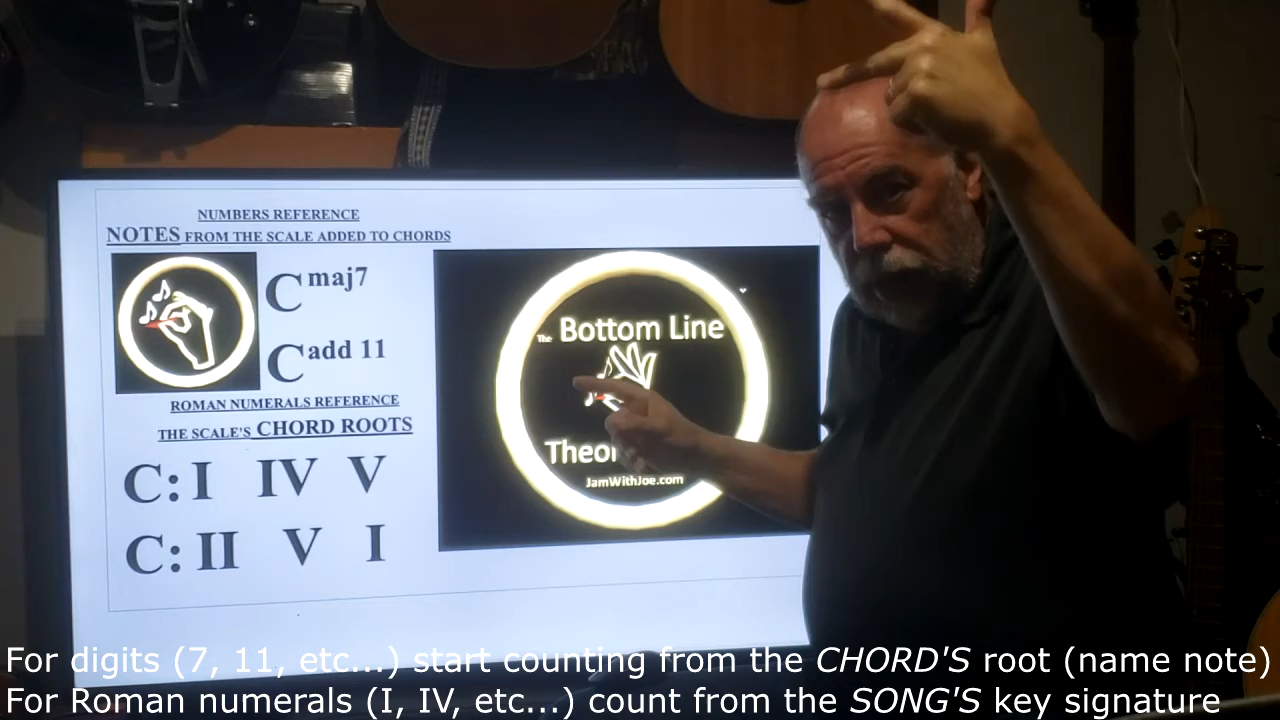 NUMBERS REFERENCE
NOTES FROM THE SCALE ADDED TO CHORDS
C maj7
C add 11
ROMAN NUMERALS REFERENCE
THE SCALE'S CHORD ROOTS
C: I IV V
C: II V I
The Bottom Line
JamWithJoe.com
For digits (7, 11, etc...) start counting from the CHORD'S root (name note)
For Roman numerals (I, IV, etc...) count from the SONG'S key signature